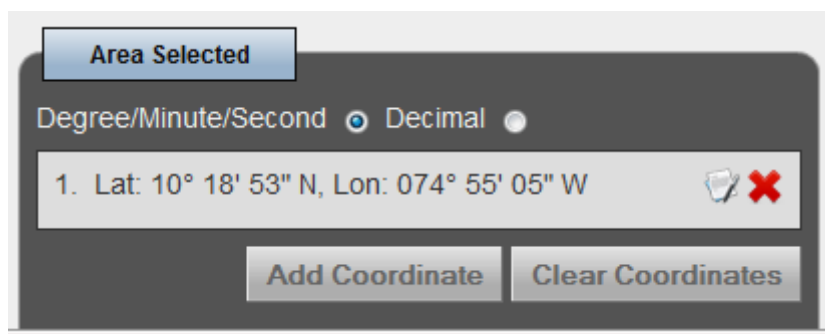 Area Selected
Degree/Minute/Second Decimal
1. Lat: 10° 18' 53" N, Lon: 074° 55' 05" W
Add Coordinate Clear Coordinates